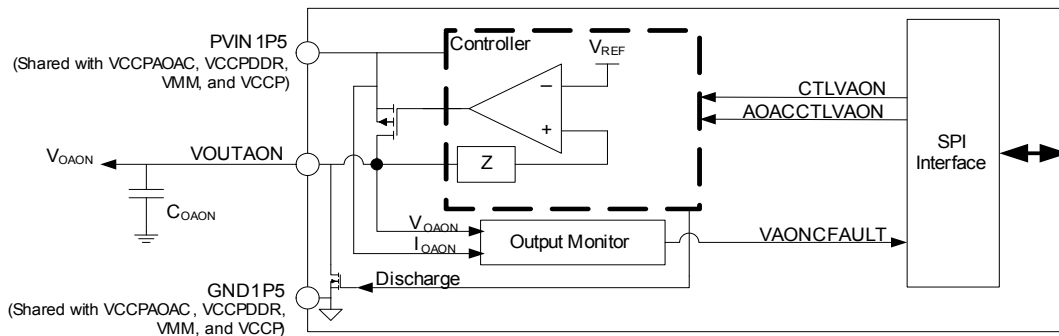 PVIN 1P5
(Shared with VCCPAOAC, VCCPDDR,
VMM, and VCCP)
Controller
VREF
−
+
Z
CTLVAON
AOACCTLVAON
SPI
Interface
VOAON
VOUTAON
COAON
VOAON
IOAON
Output Monitor
VAONCFAULT
Discharge
GND1P5
(Shared with VCCPAOAC, VCCPDDR,
VMM, and VCCP)